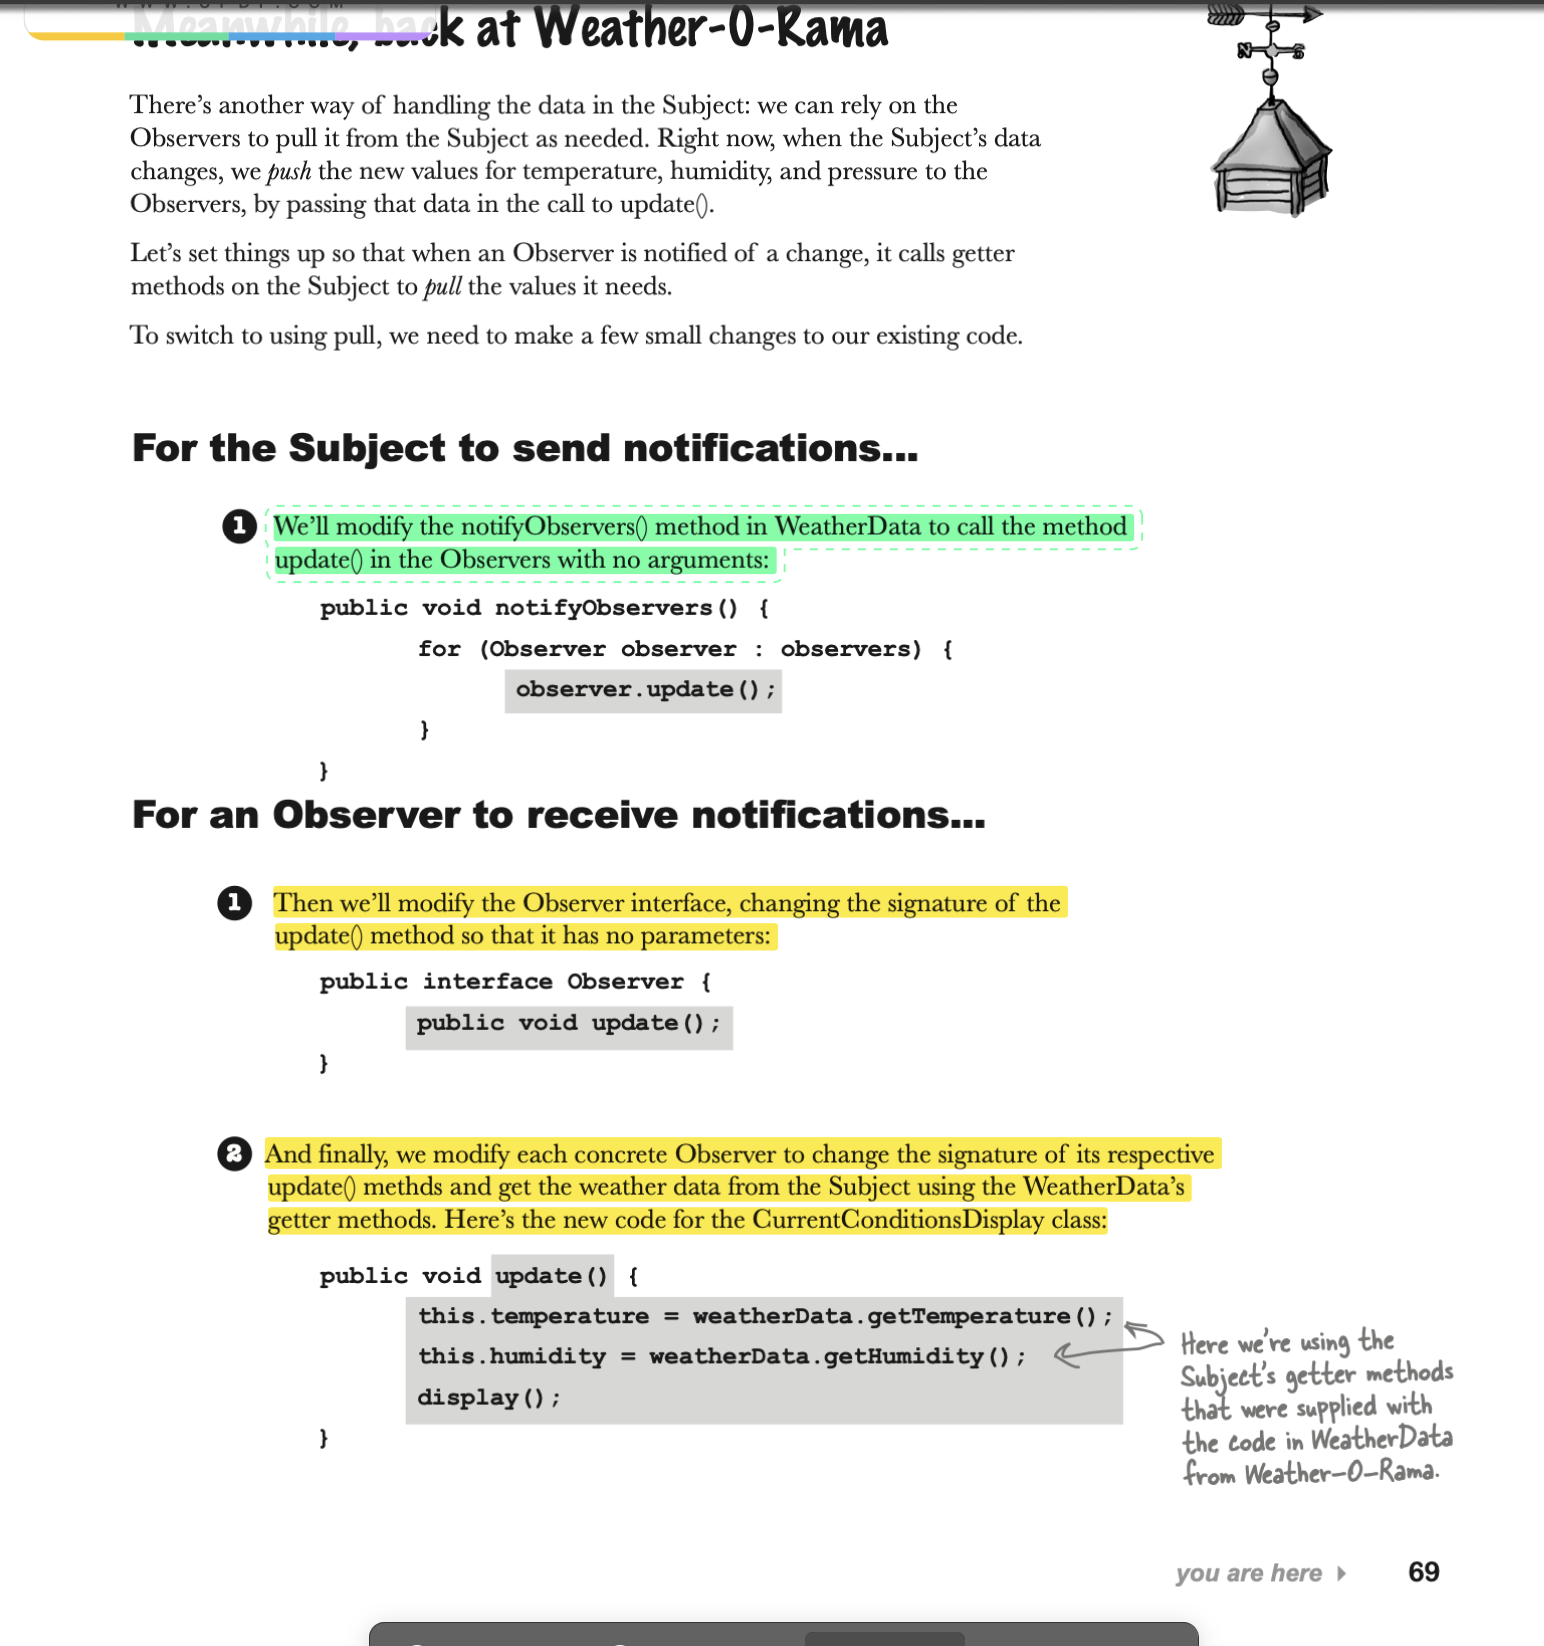 Meanwhile, back at Weather-O-Rama
N S
There's another way of handling the data in the Subject: we can rely on the
Observers to pull it from the Subject as needed. Right now, when the Subject's data
changes, we push the new values for temperature, humidity, and pressure to the
Observers, by passing that data in the call to update().
Let's set things up so that when an Observer is notified of a change, it calls getter
methods on the Subject to pull the values it needs.
To switch to using pull, we need to make a few small changes to our existing code.
For the Subject to send notifications...
1 We'll modify the notifyObservers() method in WeatherData to call the method
update() in the Observers with no arguments:
public void notifyObservers() {
for (Observer observer : observers) {
observer.update();
}
}
For an Observer to receive notifications...
1 Then we'll modify the Observer interface, changing the signature of the
update() method so that it has no parameters:
public interface Observer {
public void update();
}
2 And finally, we modify each concrete Observer to change the signature of its respective
update() methds and get the weather data from the Subject using the WeatherData's
getter methods. Here's the new code for the CurrentConditionsDisplay class:
public void update() {
this.temperature = weatherData.getTemperature();
this.humidity = weatherData.getHumidity();
display();
}
Here we're using the
Subject's getter methods
that were supplied with
the code in WeatherData
from Weather-O-Rama.
you are here 69